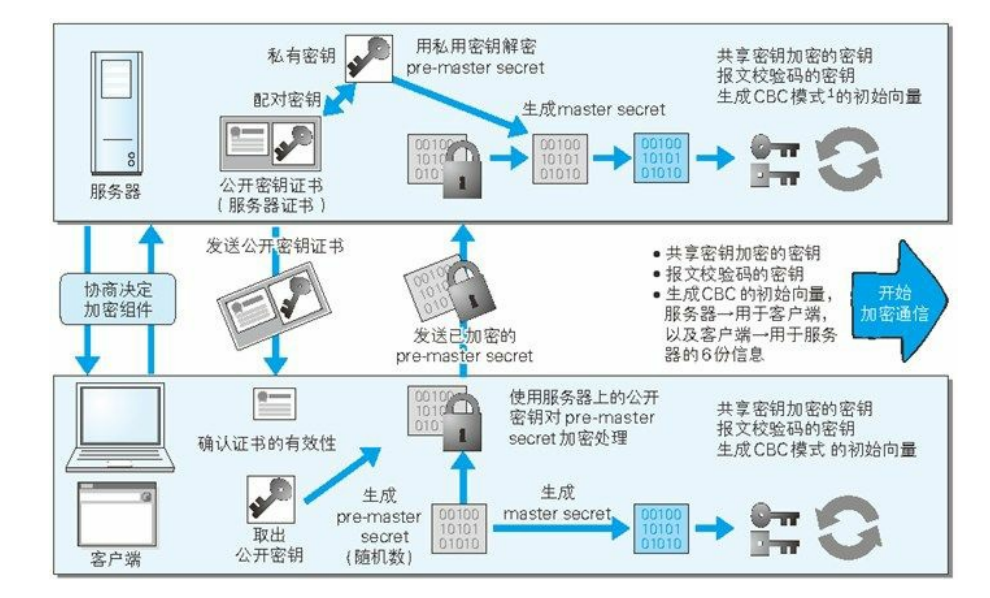 私有密钥
用私用密钥解密
pre-master secret
共享密钥加密的密钥
报文校验码的密钥
生成CBC模式¹的初始向量
配对密钥
生成master secret
00100
10101
010
1
00100
10101
01010
00100
10101
01010
服务器
公开密钥证书
（服务器证书）
发送公开密钥证书
协商决定
加密组件
00100
1010
010
1
发送已加密的
pre-master secret
• 共享密钥加密的密钥
• 报文校验码的密钥
• 生成CBC的初始向量，
服务器→用于客户端，
以及客户端→用于服务
器的6份信息
开始
加密通信
确认证书的有效性
00100
1010
010
1
使用服务器上的公开
密钥对pre-master
secret加密处理
共享密钥加密的密钥
报文校验码的密钥
生成CBC模式 的初始向量
取出
公开密钥
生成
pre-master
secret
（随机数）
00100
10101
01010
生成
master secret
00100
10101
01010
客户端